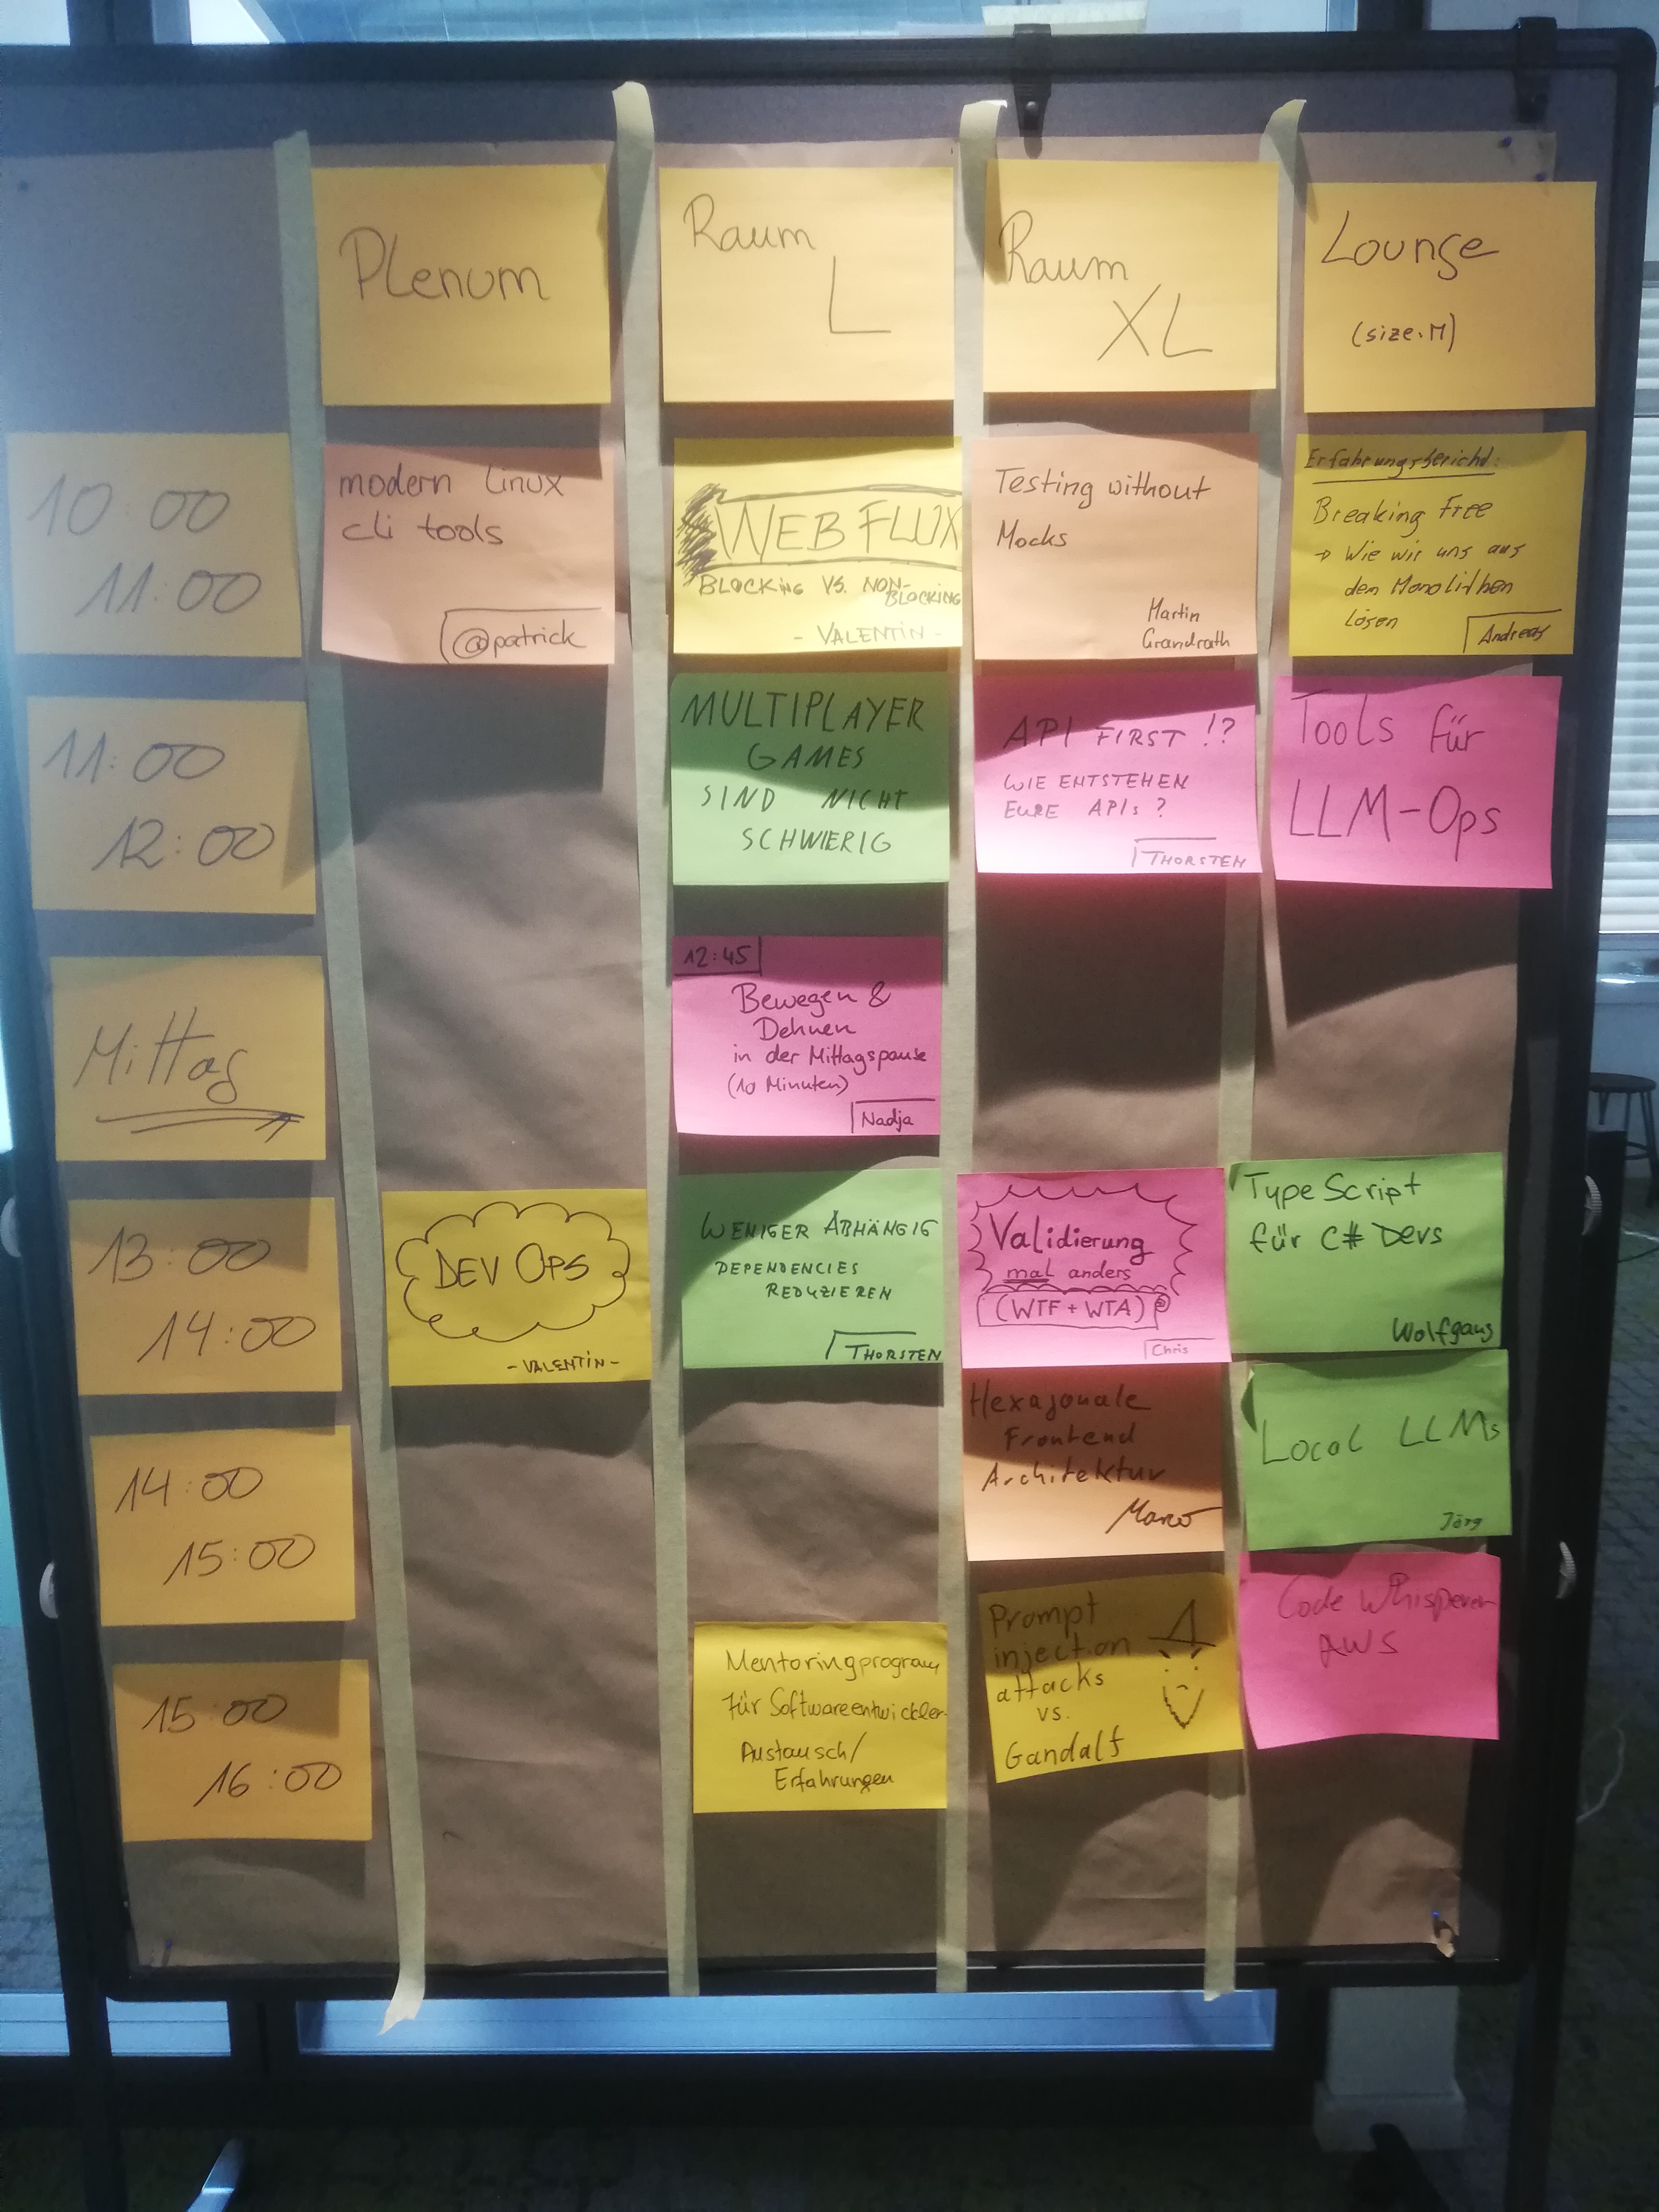 Plenum
Raum
L
Raum
XL
Lounge
(size.M)
10:00
11:00
modern Linux
cli tools
@patrick
WEBFLUX
BLOCKING VS. NON-
BLOCKING
- VALENTIN -
Testing without
Mocks
Martin
Grandrath
Erfahrungsbericht:
Breaking Free
→ Wie wir uns aus
dem Monolithen
lösen
Andreas
11:00
12:00
MULTIPLAYER
GAMES
SIND NICHT
SCHWIERIG
API FIRST !?
WIE ENTSTEHEN
EURE APIs ?
THORSTEN
Tools für
LLM-Ops
Mittag
12:45
Bewegen &
Dehnen
in der Mittagspause
(10 Minuten)
Nadja
13:00
14:00
DEV OPS
- VALENTIN -
WENIGER ABHÄNGIG
DEPENDENCIES
REDUZIEREN
THORSTEN
Validierung
mal anders
(WTF + WTA)
Chris
TypeScript
für C# Devs
Wolfgang
14:00
15:00
Hexagonale
Frontend
Architektur
Marco
Local LLMs
Jörg
15:00
16:00
Mentoringprogram
für Softwareentwickler
Austausch/
Erfahrungen
Prompt
injection
attacks
vs.
Gandalf
Code Whisperer
AWS